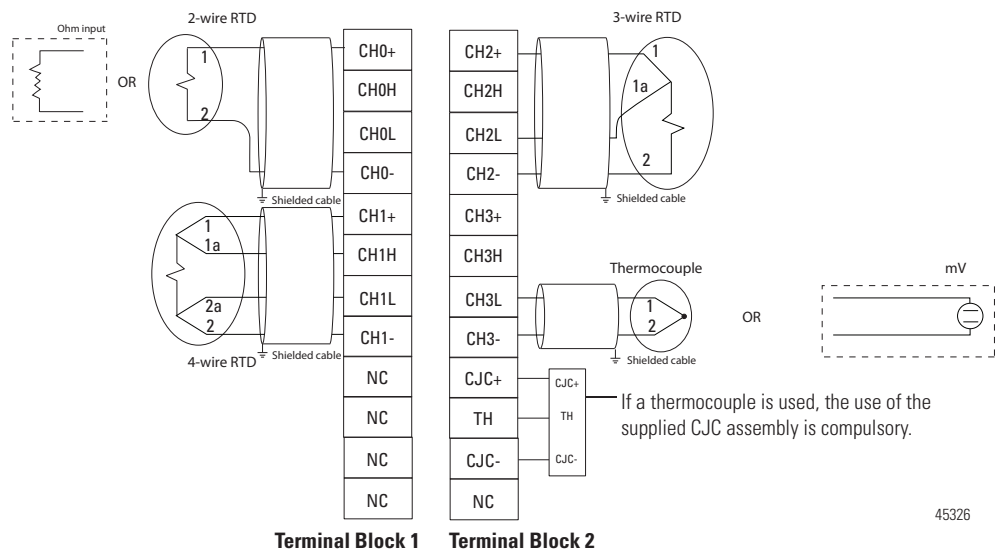 2-wire RTD
Ohm input
OR
1
2
Shielded cable
CH0+
CH0H
CH0L
CH0-
CH1+
CH1H
CH1L
CH1-
NC
NC
NC
NC
1
1a
2a
2
4-wire RTD
Shielded cable
Terminal Block 1
3-wire RTD
CH2+
CH2H
CH2L
CH2-
CH3+
CH3H
CH3L
CH3-
CJC+
TH
CJC-
NC
1
1a
2
Shielded cable
Thermocouple
1
2
Shielded cable
OR
mV
CJC+
TH
CJC-
If a thermocouple is used, the use of the
supplied CJC assembly is compulsory.
Terminal Block 2
45326